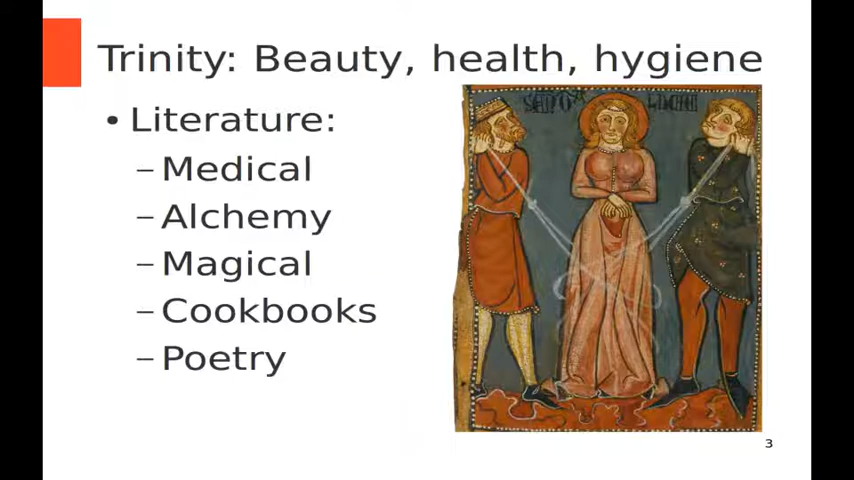 Trinity: Beauty, health, hygiene
• Literature:
– Medical
– Alchemy
– Magical
– Cookbooks
– Poetry
3